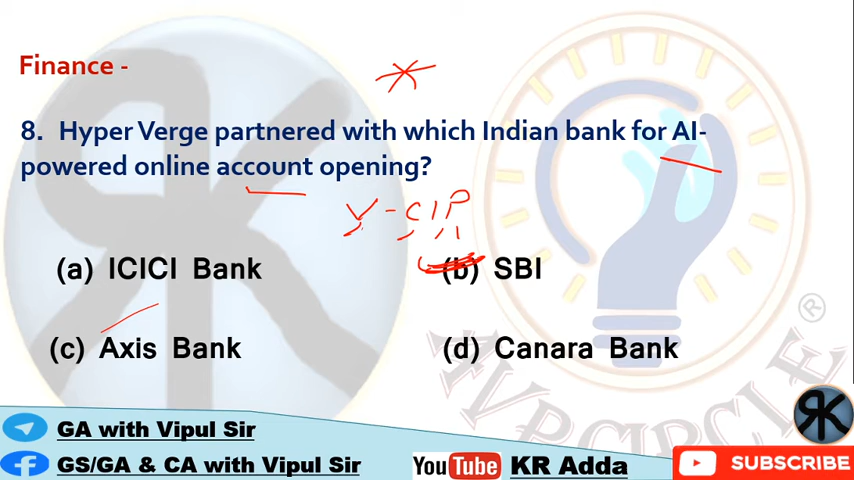 Finance -
8. Hyper Verge partnered with which Indian bank for AI-
powered online account opening?
V-CIP
(a) ICICI Bank
(b) SBI
(c) Axis Bank
(d) Canara Bank
GA with Vipul Sir
GS/GA & CA with Vipul Sir
YouTube KR Adda
SUBSCRIBE